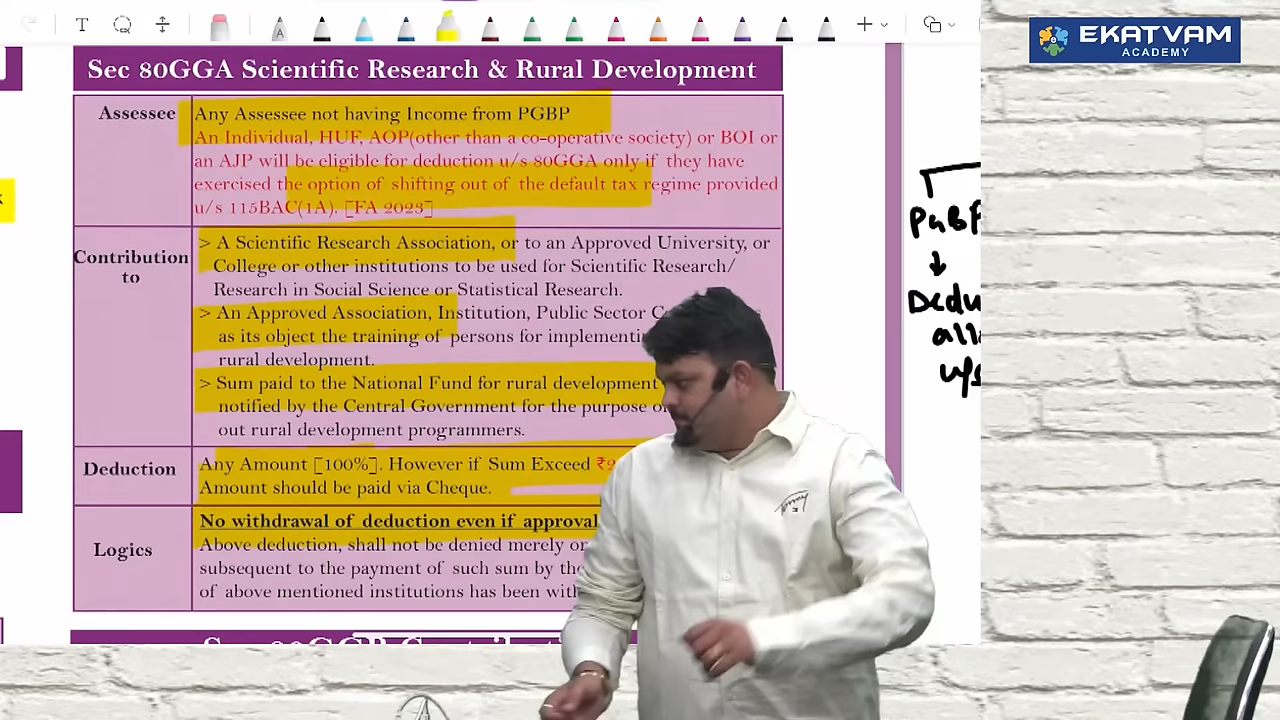 T
EKATVAM
ACADEMY
Sec 80GGA Scientific Research & Rural Development
Assessee
Any Assessee not having Income from PGBP
An Individual, HUF, AOP(other than a co-operative society) or BOI or
an AJP will be eligible for deduction u/s 80GGA only if they have
exercised the option of shifting out of the default tax regime provided
u/s 115BAC(1A). [FA 2023]
Contribution
to
> A Scientific Research Association, or to an Approved University, or
College or other institutions to be used for Scientific Research/
Research in Social Science or Statistical Research.
> An Approved Association, Institution, Public Sector
as its object the training of persons for
rural development.
> Sum paid to the National Fund for rural development
notified by the Central Government for the purpose
out rural development programmers.
Deduction
Any Amount [100%]. However if Sum Exceed
Amount should be paid via Cheque.
Logics
No withdrawal of deduction even if approval
Above deduction, shall not be denied merely
subsequent to the payment of such sum by
of above mentioned institutions has been
PGBP